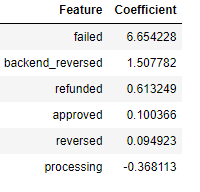 Feature Coefficient
failed 6.654228
backend_reversed 1.507782
refunded 0.613249
approved 0.100366
reversed 0.094923
processing -0.368113